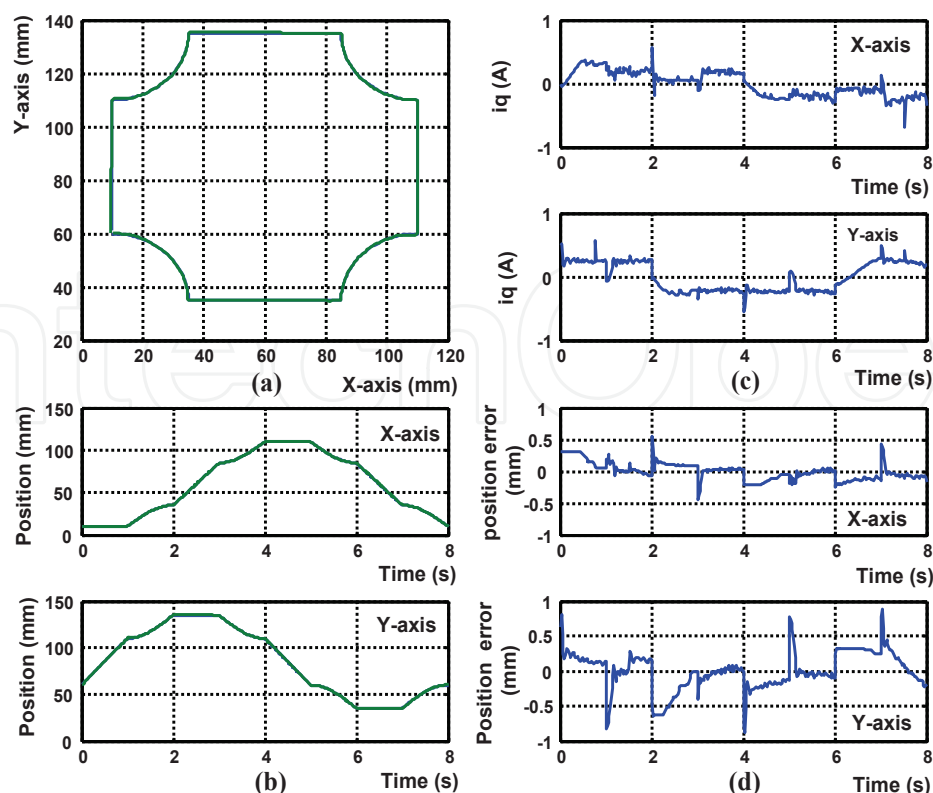 140
120
100
80
60
40
20
0
20
40
60
80
100
120
Y-axis (mm)
(a)
X-axis (mm)
1
0
-1
0
2
4
6
8
iq (A)
X-axis
Time (s)
1
0
-1
0
2
4
6
8
iq (A)
Y-axis
Time (s)
(c)
150
100
50
0
0
2
4
6
8
Position (mm)
X-axis
Time (s)
150
100
50
0
0
2
4
6
8
Position (mm)
Y-axis
Time (s)
(b)
1
0.5
0
-0.5
-1
0
2
4
6
8
position error
(mm)
X-axis
Time (s)
1
0.5
0
-0.5
-1
0
2
4
6
8
Position error
(mm)
Y-axis
Time (s)
(d)